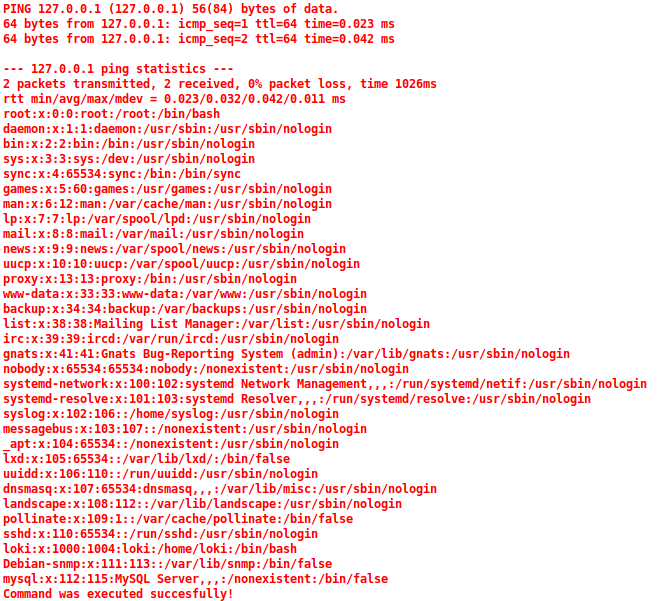 PING 127.0.0.1 (127.0.0.1) 56(84) bytes of data.
64 bytes from 127.0.0.1: icmp_seq=1 ttl=64 time=0.023 ms
64 bytes from 127.0.0.1: icmp_seq=2 ttl=64 time=0.042 ms

--- 127.0.0.1 ping statistics ---
2 packets transmitted, 2 received, 0% packet loss, time 1026ms
rtt min/avg/max/mdev = 0.023/0.032/0.042/0.011 ms
root:x:0:0:root:/root:/bin/bash
daemon:x:1:1:daemon:/usr/sbin:/usr/sbin/nologin
bin:x:2:2:bin:/bin:/usr/sbin/nologin
sys:x:3:3:sys:/dev:/usr/sbin/nologin
sync:x:4:65534:sync:/bin:/bin/sync
games:x:5:60:games:/usr/games:/usr/sbin/nologin
man:x:6:12:man:/var/cache/man:/usr/sbin/nologin
lp:x:7:7:lp:/var/spool/lpd:/usr/sbin/nologin
mail:x:8:8:mail:/var/mail:/usr/sbin/nologin
news:x:9:9:news:/var/spool/news:/usr/sbin/nologin
uucp:x:10:10:uucp:/var/spool/uucp:/usr/sbin/nologin
proxy:x:13:13:proxy:/bin:/usr/sbin/nologin
www-data:x:33:33:www-data:/var/www:/usr/sbin/nologin
backup:x:34:34:backup:/var/backups:/usr/sbin/nologin
list:x:38:38:Mailing List Manager:/var/list:/usr/sbin/nologin
irc:x:39:39:ircd:/var/run/ircd:/usr/sbin/nologin
gnats:x:41:41:Gnats Bug-Reporting System (admin):/var/lib/gnats:/usr/sbin/nologin
nobody:x:65534:65534:nobody:/nonexistent:/usr/sbin/nologin
systemd-network:x:100:102:systemd Network Management,,,:/run/systemd/netif:/usr/sbin/nologin
systemd-resolve:x:101:103:systemd Resolver,,,:/run/systemd/resolve:/usr/sbin/nologin
syslog:x:102:106::/home/syslog:/usr/sbin/nologin
messagebus:x:103:107::/nonexistent:/usr/sbin/nologin
_apt:x:104:65534::/nonexistent:/usr/sbin/nologin
lxd:x:105:65534::/var/lib/lxd/:/bin/false
uuidd:x:106:110::/run/uuidd:/usr/sbin/nologin
dnsmasq:x:107:65534:dnsmasq,,,:/var/lib/misc:/usr/sbin/nologin
landscape:x:108:112::/var/lib/landscape:/usr/sbin/nologin
pollinate:x:109:1::/var/cache/pollinate:/bin/false
sshd:x:110:65534::/run/sshd:/usr/sbin/nologin
loki:x:1000:1004:loki:/home/loki:/bin/bash
Debian-snmp:x:111:113::/var/lib/snmp:/bin/false
mysql:x:112:115:MySQL Server,,,:/nonexistent:/bin/false
Command was executed succesfully!